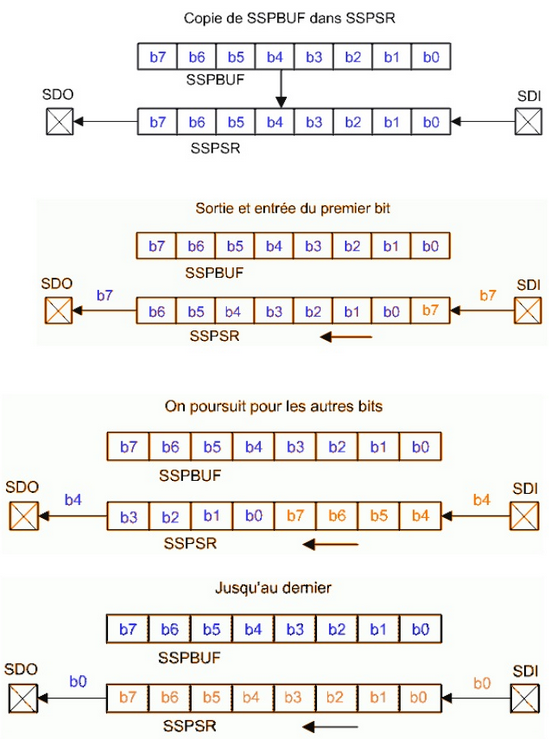 Copie de SSPBUF dans SSPSR
b7 b6 b5 b4 b3 b2 b1 b0
SSPBUF
SDO SDI
b7 b6 b5 b4 b3 b2 b1 b0
SSPSR
Sortie et entrée du premier bit
b7 b6 b5 b4 b3 b2 b1 b0
SSPBUF
SDO b7 b7 SDI
b6 b5 b4 b3 b2 b1 b0 b7
SSPSR
On poursuit pour les autres bits
b7 b6 b5 b4 b3 b2 b1 b0
SSPBUF
SDO b4 b4 SDI
b3 b2 b1 b0 b7 b6 b5 b4
SSPSR
Jusqu'au dernier
b7 b6 b5 b4 b3 b2 b1 b0
SSPBUF
SDO b0 b0 SDI
b7 b6 b5 b4 b3 b2 b1 b0
SSPSR